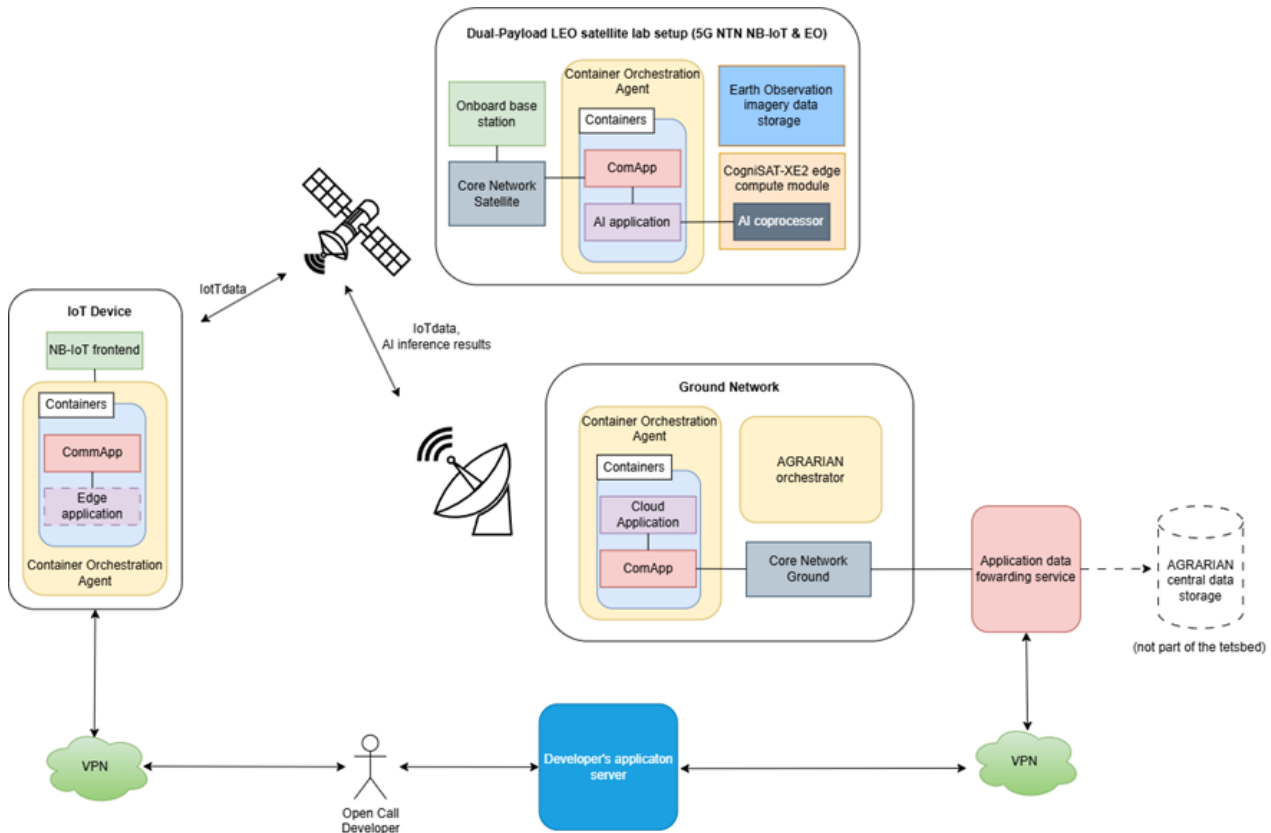 Dual-Payload LEO satellite lab setup (5G NTN NB-IoT & EO)
Container Orchestration
Agent
Onboard base
station
Containers
Earth Observation
imagery data
storage
ComApp
Core Network
Satellite
CogniSAT-XE2 edge
compute module
AI application
AI coprocessor
IotTdata
IoTdata,
AI inference results
IoT Device
NB-IoT frontend
Containers
CommApp
Edge
application
Container Orchestration
Agent
Ground Network
Container Orchestration
Agent
Containers
Cloud
Application
ComApp
AGRARIAN
orchestrator
Core Network
Ground
Application data
fowarding service
AGRARIAN
central data
storage
(not part of the tetsbed)
VPN
Open Call
Developer
Developer's applicaton
server
VPN